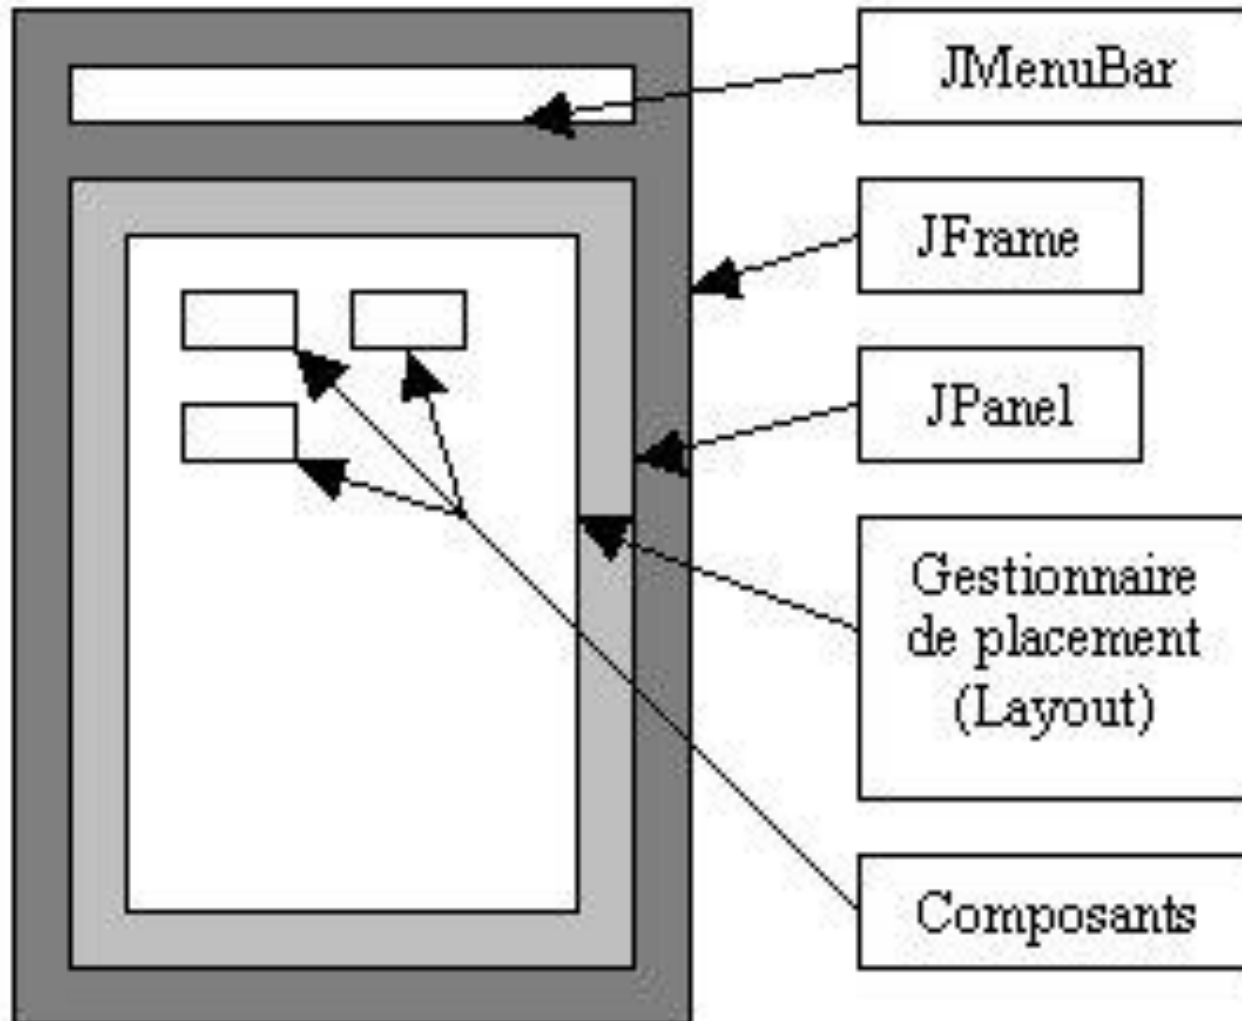 JMenuBar
JFrame
JPanel
Gestionnaire
de placement
(Layout)
Composants